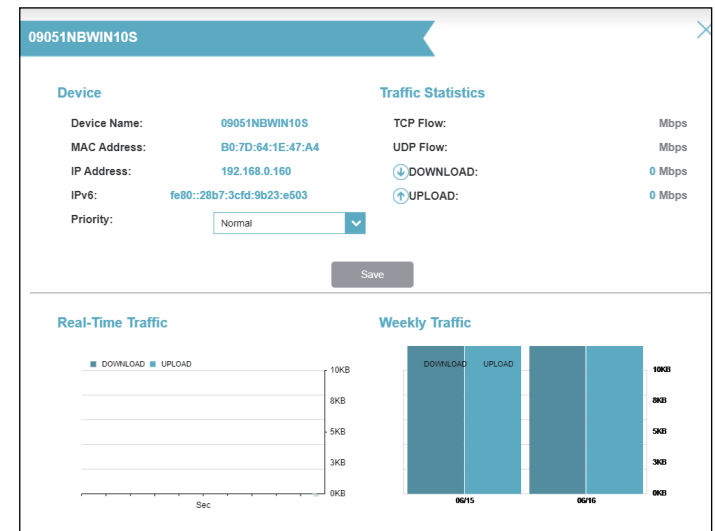 09051NBWIN10S
Device
Device Name: 09051NBWIN10S
MAC Address: B0:7D:64:1E:47:A4
IP Address: 192.168.0.160
IPv6: fe80::28b7:3cfd:9b23:e503
Priority: Normal
Traffic Statistics
TCP Flow: Mbps
UDP Flow: Mbps
DOWNLOAD: 0 Mbps
UPLOAD: 0 Mbps
Save
Real-Time Traffic
DOWNLOAD UPLOAD
10KB
8KB
5KB
3KB
0KB
Sec
Weekly Traffic
DOWNLOAD UPLOAD
10KB
8KB
5KB
3KB
0KB
06/15 06/16